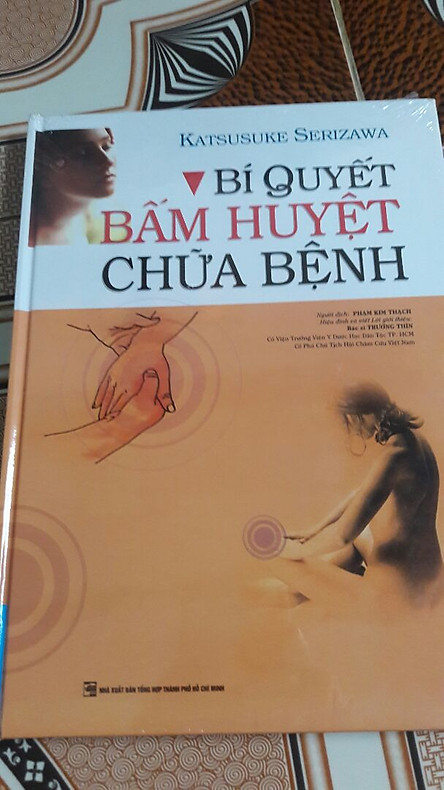 KATSUSUKE SERIZAWA
BÍ QUYẾT
BẤM HUYỆT
CHỮA BỆNH
Người dịch: PHẠM KIM THẠCH
Hiệu đính và viết Lời giới thiệu:
Bác sĩ TRƯƠNG THÌN
Cố Viện Trưởng Viện Y Dược Học Dân Tộc TP. HCM
Cố Phó Chủ Tịch Hội Châm Cứu Việt Nam
NHÀ XUẤT BẢN TỔNG HỢP THÀNH PHỐ HỒ CHÍ MINH